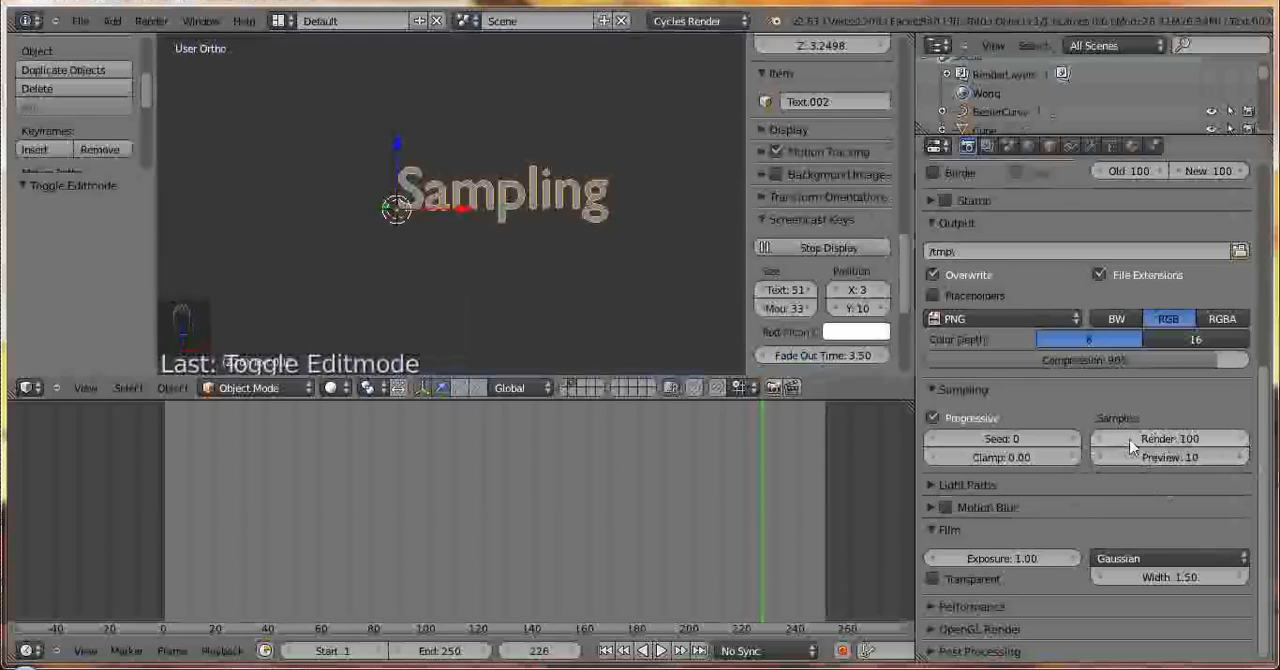 File Add Render Window Help Default Scene Cycles Render
Object
Duplicate Objects
Delete
Keyframes:
Insert Remove
Toggle Editmode
User Ortho
Sampling
Last: Toggle Editmode
Z: 3.2498
Item
Text.002
Display
Motion Tracking
Background Images
Transform Orientations
Screencast Keys
Stop Display
Size Position
Text: 51 X: 3
Mou: 33 Y: 10
Fade Out Time: 3.50
View Search All Scenes
RenderLayers
World
BezierCurve
Cube
Border Old 100 New 100
Stamp
Output
/tmp\
Overwrite File Extensions
Placeholders
PNG BW RGB RGBA
Color Depth: 8 16
Compression: 90%
Sampling
Progressive Samples:
Seed: 0 Render: 100
Clamp: 0.00 Preview: 10
Light Paths
Motion Blur
Film
Exposure: 1.00 Gaussian
Transparent Width: 1.50
Performance
OpenGL Render
Post Processing
View Select Object Object Mode Global
-40 -20 0 20 40 60 80 100 120 140 160 180 200 220 240 260
View Marker Frame Playback Start: 1 End: 250 226 No Sync